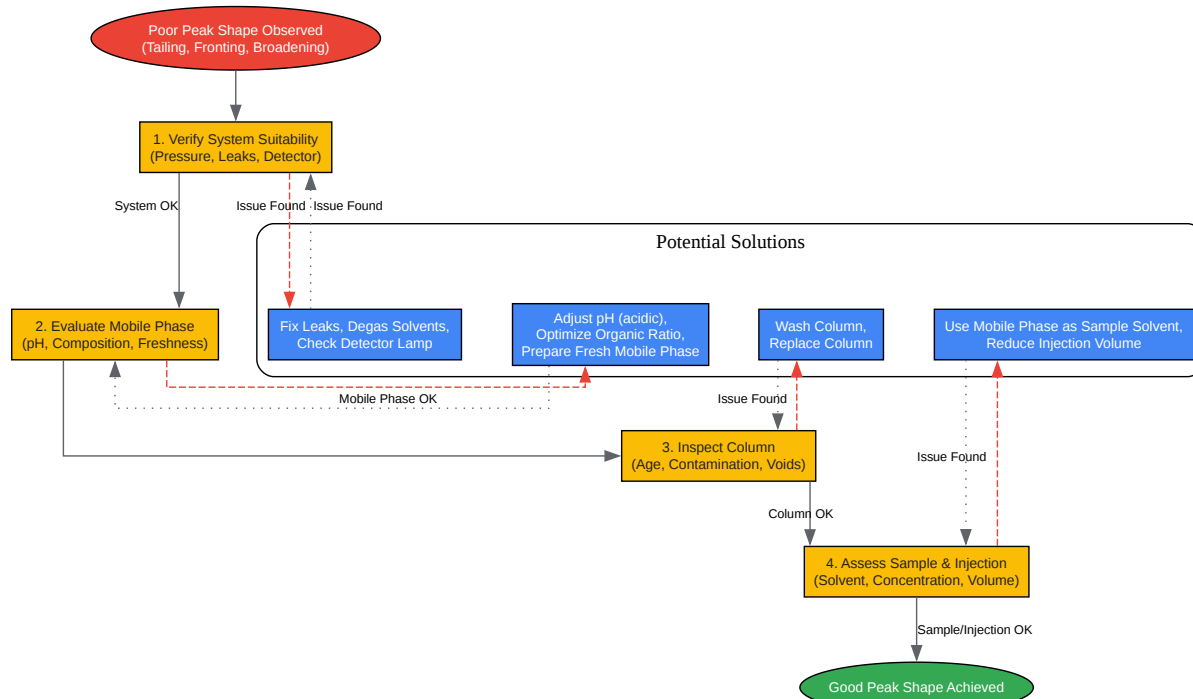 Poor Peak Shape Observed
(Tailing, Fronting, Broadening)
1. Verify System Suitability
(Pressure, Leaks, Detector)
System OK
Issue Found
Issue Found
Potential Solutions
2. Evaluate Mobile Phase
(pH, Composition, Freshness)
Fix Leaks, Degas Solvents,
Check Detector Lamp
Adjust pH (acidic),
Optimize Organic Ratio,
Prepare Fresh Mobile Phase
Wash Column,
Replace Column
Use Mobile Phase as Sample Solvent,
Reduce Injection Volume
Mobile Phase OK
Issue Found
3. Inspect Column
(Age, Contamination, Voids)
Issue Found
Column OK
4. Assess Sample & Injection
(Solvent, Concentration, Volume)
Sample/Injection OK
Good Peak Shape Achieved